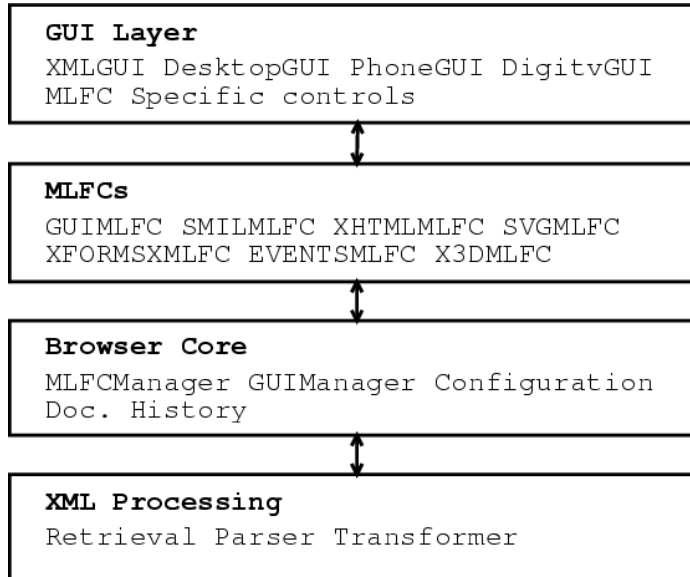 GUI Layer
XMLGUI DesktopGUI PhoneGUI DigitvGUI
MLFC Specific controls
MLFCs
GUIMLFC SMILMLFC XHTMLMLFC SVGMLFC
XFORMSXMLFC EVENTSMLFC X3DMLFC
Browser Core
MLFCManager GUIManager Configuration
Doc. History
XML Processing
Retrieval Parser Transformer